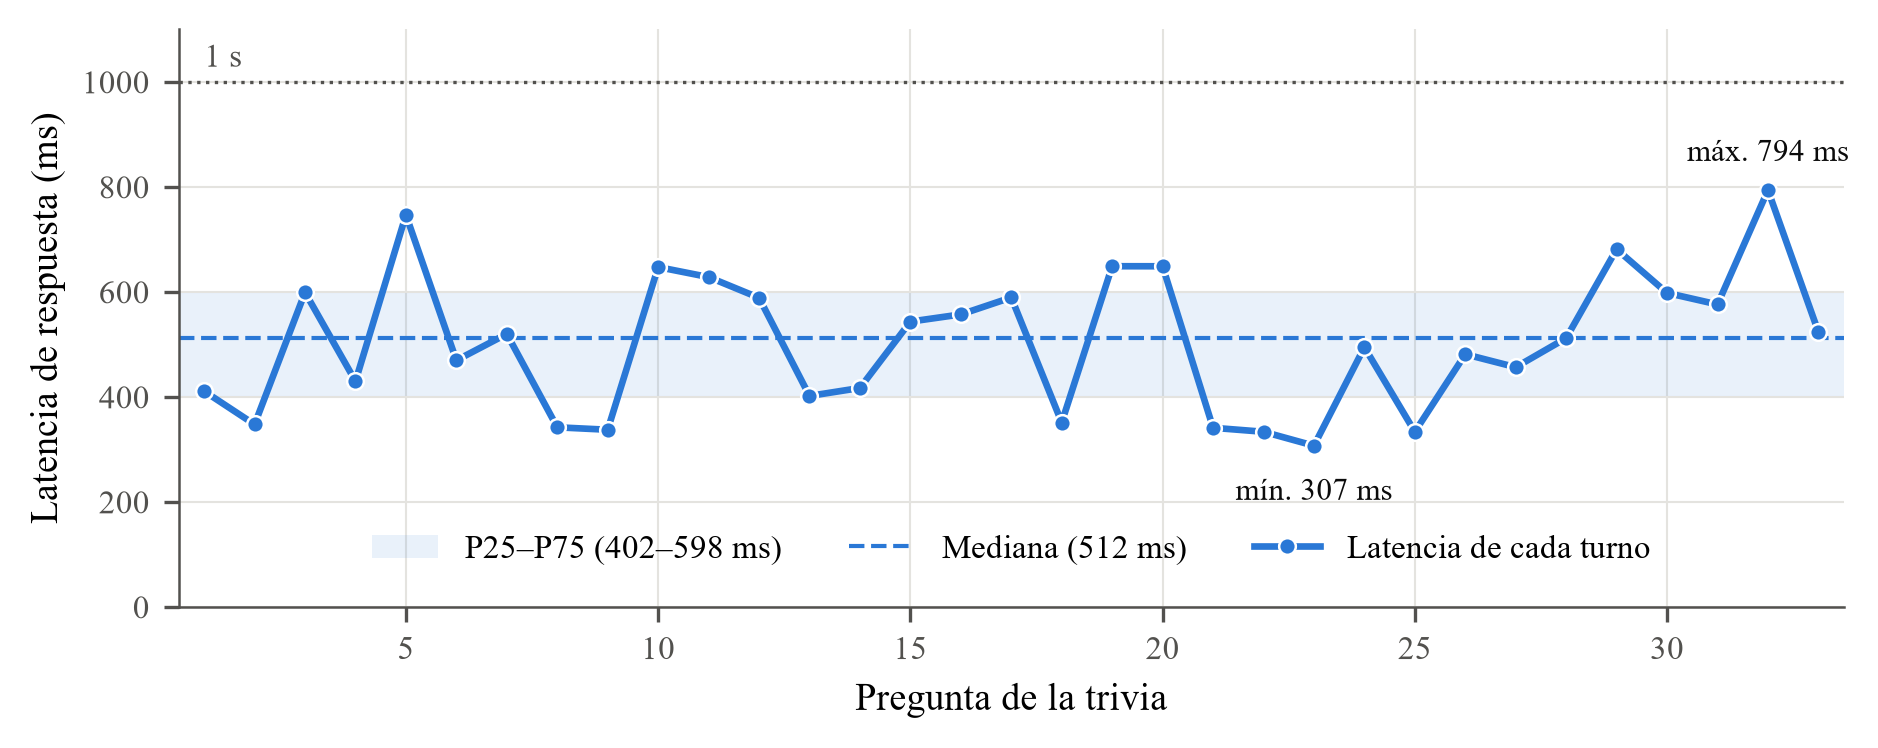 1 s
1000
800
600
400
200
0
Latencia de respuesta (ms)
máx. 794 ms
mín. 307 ms
P25–P75 (402–598 ms)
Mediana (512 ms)
Latencia de cada turno
5
10
15
20
25
30
Pregunta de la trivia